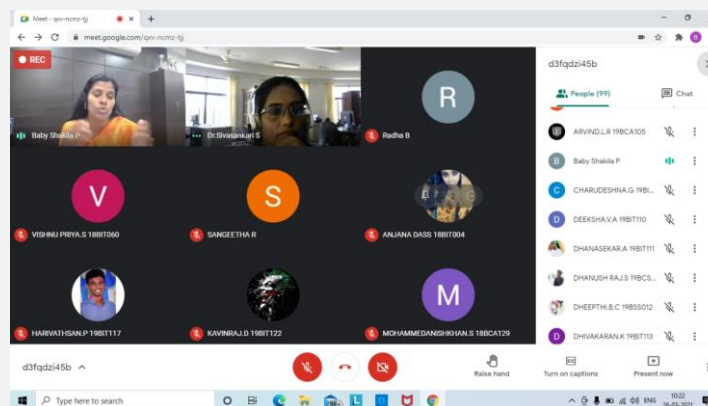 Meet - qxv-ncmz-tjj
meet.google.com/qxv-ncmz-tjj
REC
Baby Shakila P
Dr.Sivasankari S
R
Radha B
V
VISHNU PRIYA.S 18BIT060
S
SANGEETHA R
ANJANA DASS 18BIT004
HARIVATHSAN.P 19BIT117
KAVINRAJ.D 19BIT122
M
MOHAMMEDANISHKHAN.S 18BCA129
d3fqdzi45b
People (99)
Chat
ARVIND.L.R 19BCA105
B
Baby Shakila P
C
CHARUDESHNA.G 19BI...
D
DEEKSHA.V.A 19BIT110
DHANASEKAR.A 19BIT111
DHANUSH RAJ.S 19BCS...
DHEEPTHI.B.C 19BSS012
D
DHIVAKARAN.K 19BIT113
d3fqdzi45b
Raise hand
Turn on captions
Present now
Type here to search
ENG
10:22